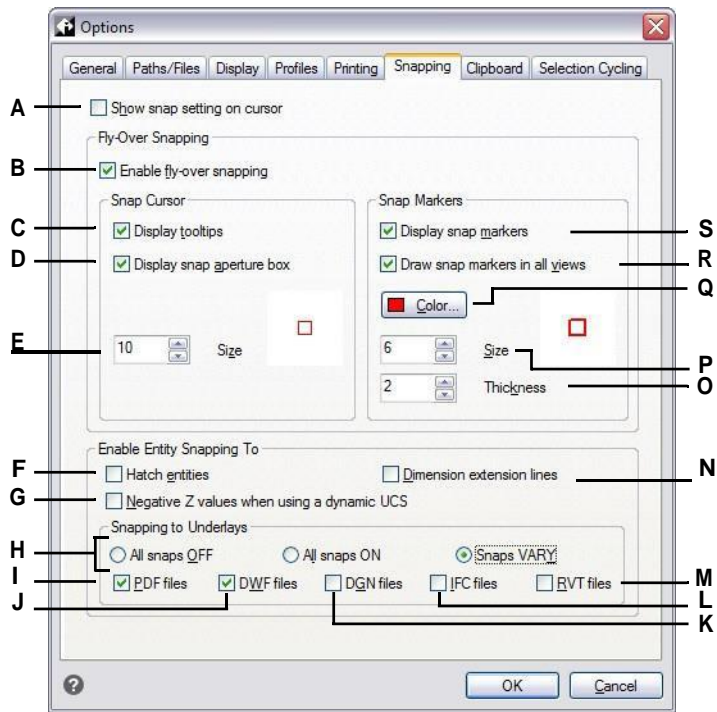 Options
General Paths/Files Display Profiles Printing Snapping Clipboard Selection Cycling
A Show snap setting on cursor
Fly-Over Snapping
B Enable fly-over snapping
Snap Cursor Snap Markers
C Display tooltips Display snap markers S
D Display snap aperture box Draw snap markers in all views R
Color... Q
E 10 Size 6 Size P
2 Thickness O
Enable Entity Snapping To
F Hatch entities Dimension extension lines N
G Negative Z values when using a dynamic UCS
Snapping to Underlays
H All snaps OFF All snaps ON Snaps VARY
I PDF files DWF files DGN files IFC files RVT files M
J L
K
? OK Cancel